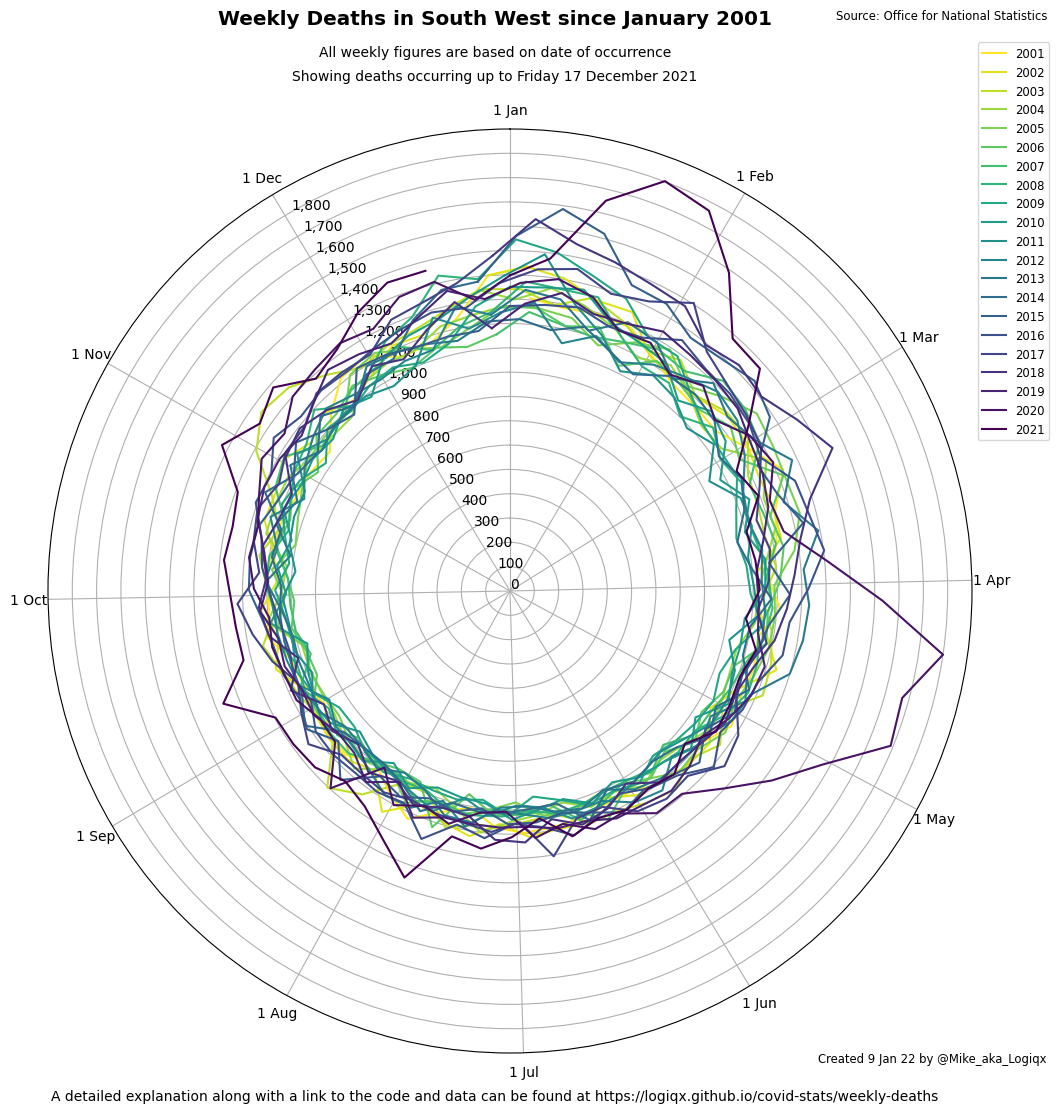 Weekly Deaths in South West since January 2001
Source: Office for National Statistics
All weekly figures are based on date of occurrence
Showing deaths occurring up to Friday 17 December 2021
2001
2002
2003
2004
2005
2006
2007
2008
2009
2010
2011
2012
2013
2014
2015
2016
2017
2018
2019
2020
2021
1 Jan
1 Feb
1 Mar
1 Apr
1 May
1 Jun
1 Jul
1 Aug
1 Sep
1 Oct
1 Nov
1 Dec
1,800
1,700
1,600
1,500
1,400
1,300
1,200
1,000
900
800
700
600
500
400
300
200
100
0
Created 9 Jan 22 by @Mike_aka_Logiqx
A detailed explanation along with a link to the code and data can be found at https://logiqx.github.io/covid-stats/weekly-deaths